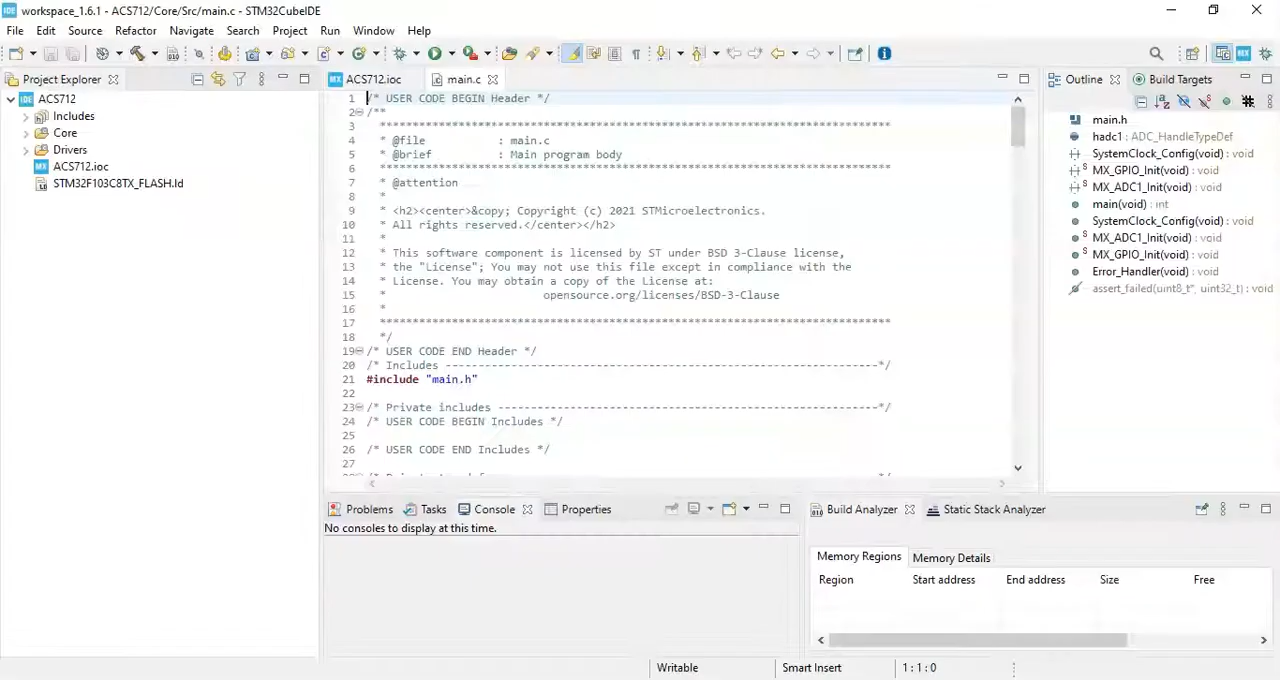 workspace_1.6.1 - ACS712/Core/Src/main.c - STM32CubeIDE
File Edit Source Refactor Navigate Search Project Run Window Help
Project Explorer
ACS712
Includes
Core
Drivers
ACS712.ioc
STM32F103C8TX_FLASH.ld
ACS712.ioc main.c
1 /* USER CODE BEGIN Header */
2 /**
3 ******************************************************************************
4 * @file : main.c
5 * @brief : Main program body
6 ******************************************************************************
7 * @attention
8 *
9 * <h2><center>&copy; Copyright (c) 2021 STMicroelectronics.
10 * All rights reserved.</center></h2>
11 *
12 * This software component is licensed by ST under BSD 3-Clause license,
13 * the "License"; You may not use this file except in compliance with the
14 * License. You may obtain a copy of the License at:
15 * opensource.org/licenses/BSD-3-Clause
16 *
17 ******************************************************************************
18 */
19 /* USER CODE END Header */
20 /* Includes ------------------------------------------------------------------*/
21 #include "main.h"
22
23 /* Private includes ----------------------------------------------------------*/
24 /* USER CODE BEGIN Includes */
25
26 /* USER CODE END Includes */
27
Outline Build Targets
main.h
hadc1 : ADC_HandleTypeDef
SystemClock_Config(void) : void
MX_GPIO_Init(void) : void
MX_ADC1_Init(void) : void
main(void) : int
SystemClock_Config(void) : void
MX_ADC1_Init(void) : void
MX_GPIO_Init(void) : void
Error_Handler(void) : void
assert_failed(uint8_t*, uint32_t) : void
Problems Tasks Console Properties
No consoles to display at this time.
Build Analyzer Static Stack Analyzer
Memory Regions Memory Details
Region Start address End address Size Free
Writable Smart Insert 1 : 1 : 0